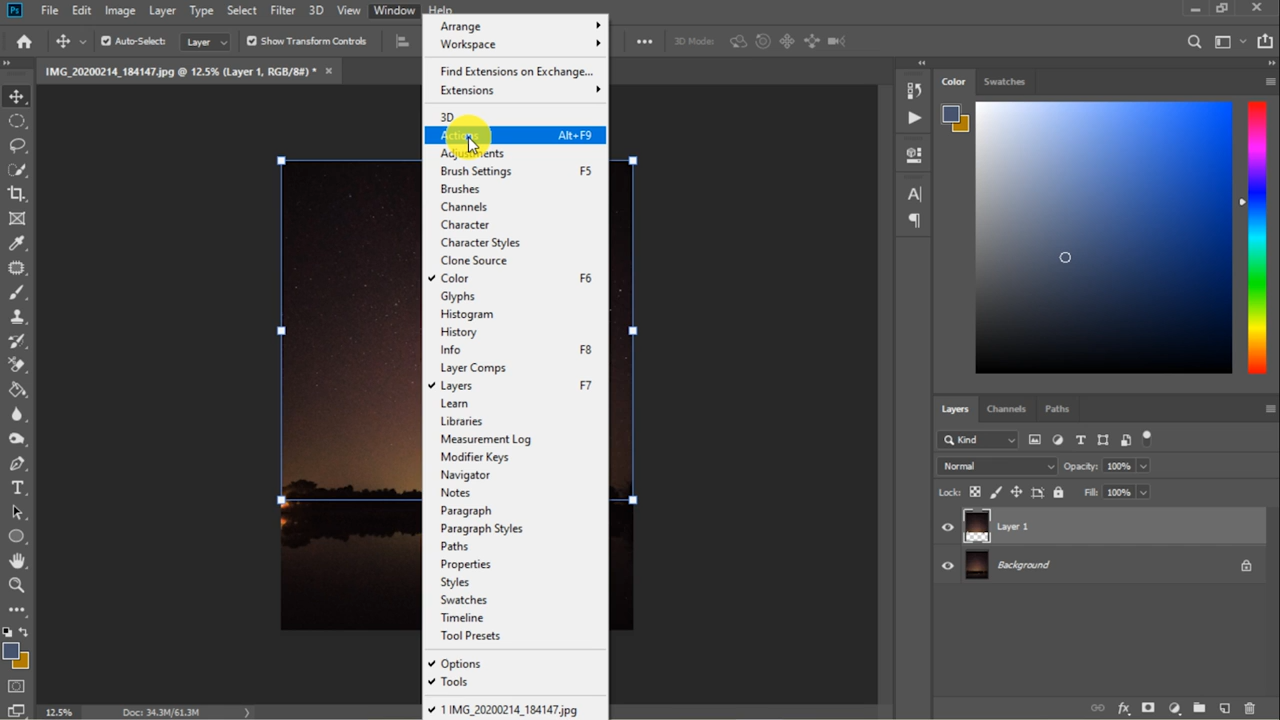 Ps File Edit Image Layer Type Select Filter 3D View Window Help
Auto-Select: Layer Show Transform Controls 3D Mode:
IMG_20200214_184147.jpg @ 12.5% (Layer 1, RGB/8#) *
Arrange
Workspace
Find Extensions on Exchange...
Extensions
3D
Actions Alt+F9
Adjustments
Brush Settings F5
Brushes
Channels
Character
Character Styles
Clone Source
Color F6
Glyphs
Histogram
History
Info F8
Layer Comps
Layers F7
Learn
Libraries
Measurement Log
Modifier Keys
Navigator
Notes
Paragraph
Paragraph Styles
Paths
Properties
Styles
Swatches
Timeline
Tool Presets
Options
Tools
1 IMG_20200214_184147.jpg
Color Swatches
Layers Channels Paths
Kind
Normal Opacity: 100%
Lock: Fill: 100%
Layer 1
Background
12.5% Doc: 34.3M/61.3M